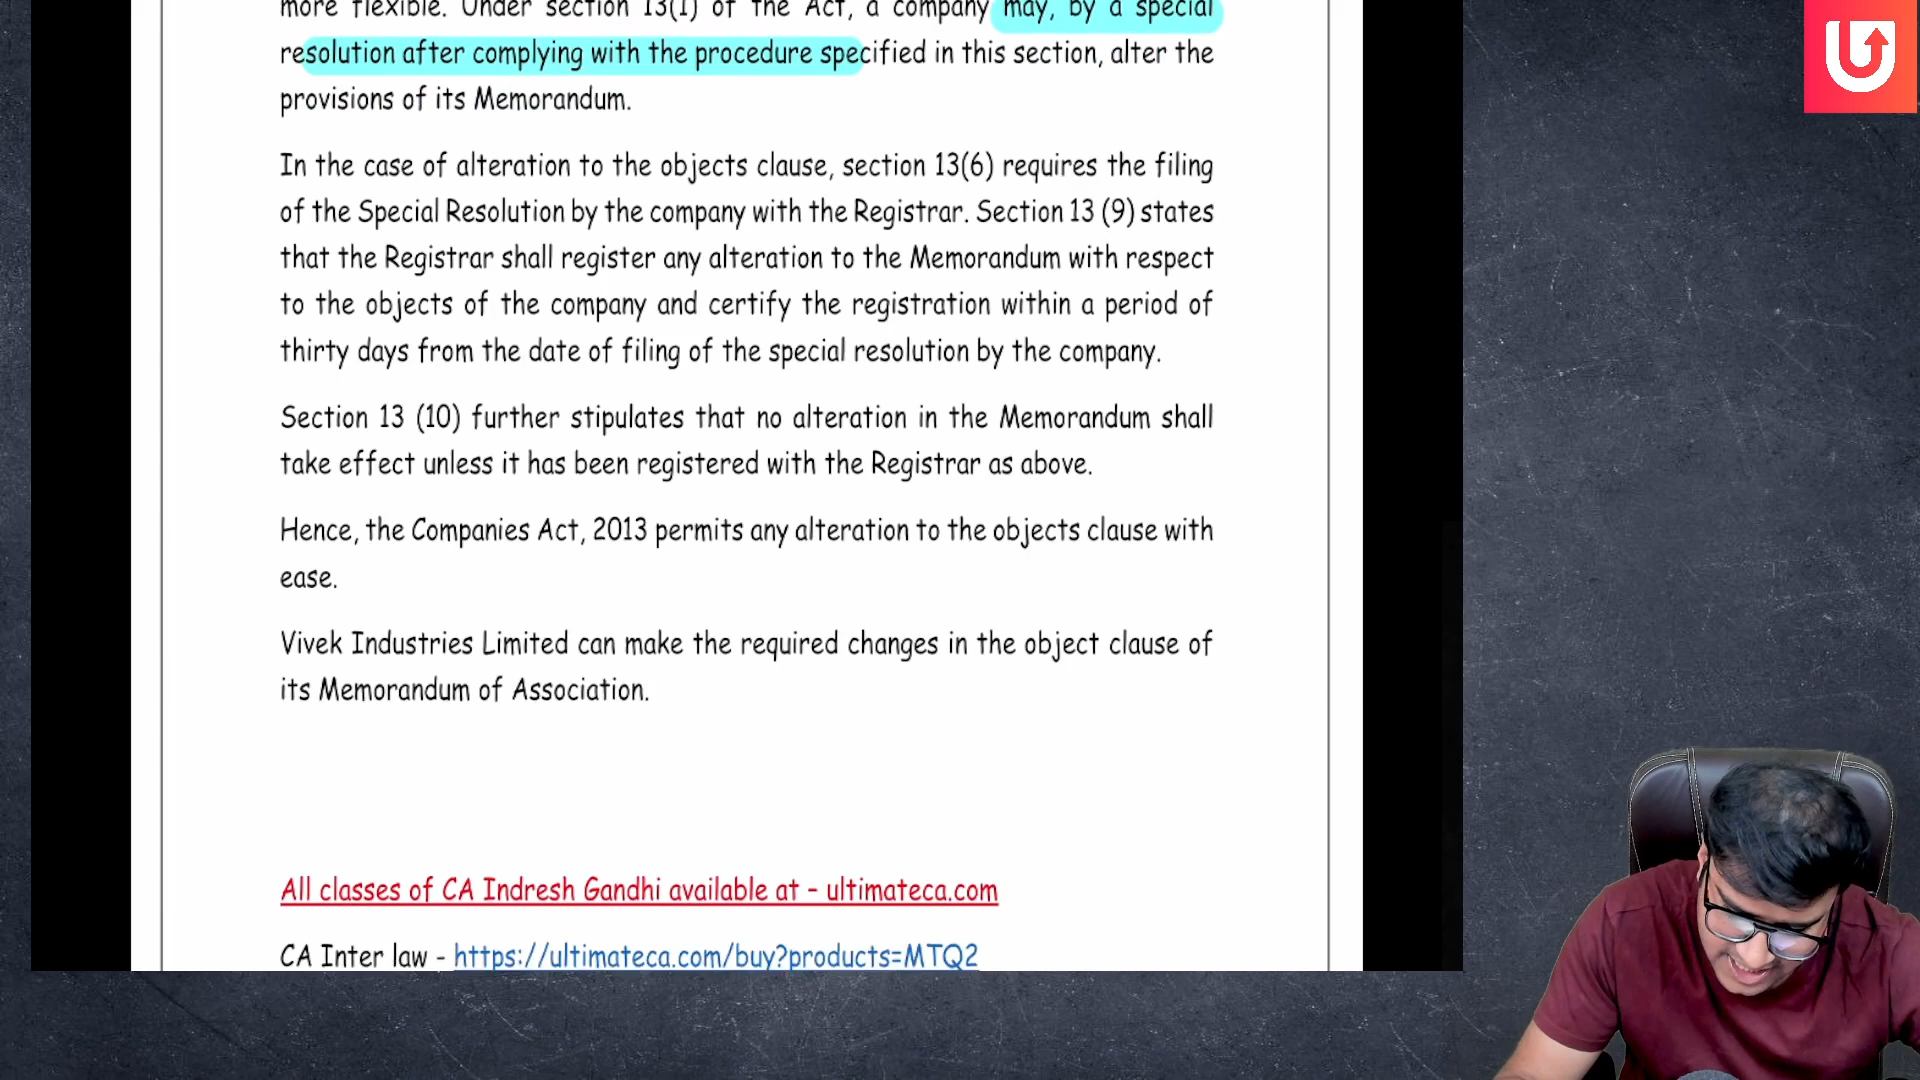 more flexible. Under section 13(1) of the Act, a company may, by a special
resolution after complying with the procedure specified in this section, alter the
provisions of its Memorandum.
In the case of alteration to the objects clause, section 13(6) requires the filing
of the Special Resolution by the company with the Registrar. Section 13 (9) states
that the Registrar shall register any alteration to the Memorandum with respect
to the objects of the company and certify the registration within a period of
thirty days from the date of filing of the special resolution by the company.
Section 13 (10) further stipulates that no alteration in the Memorandum shall
take effect unless it has been registered with the Registrar as above.
Hence, the Companies Act, 2013 permits any alteration to the objects clause with
ease.
Vivek Industries Limited can make the required changes in the object clause of
its Memorandum of Association.
All classes of CA Indresh Gandhi available at – ultimateca.com
CA Inter law - https://ultimateca.com/buy?products=MTQ2